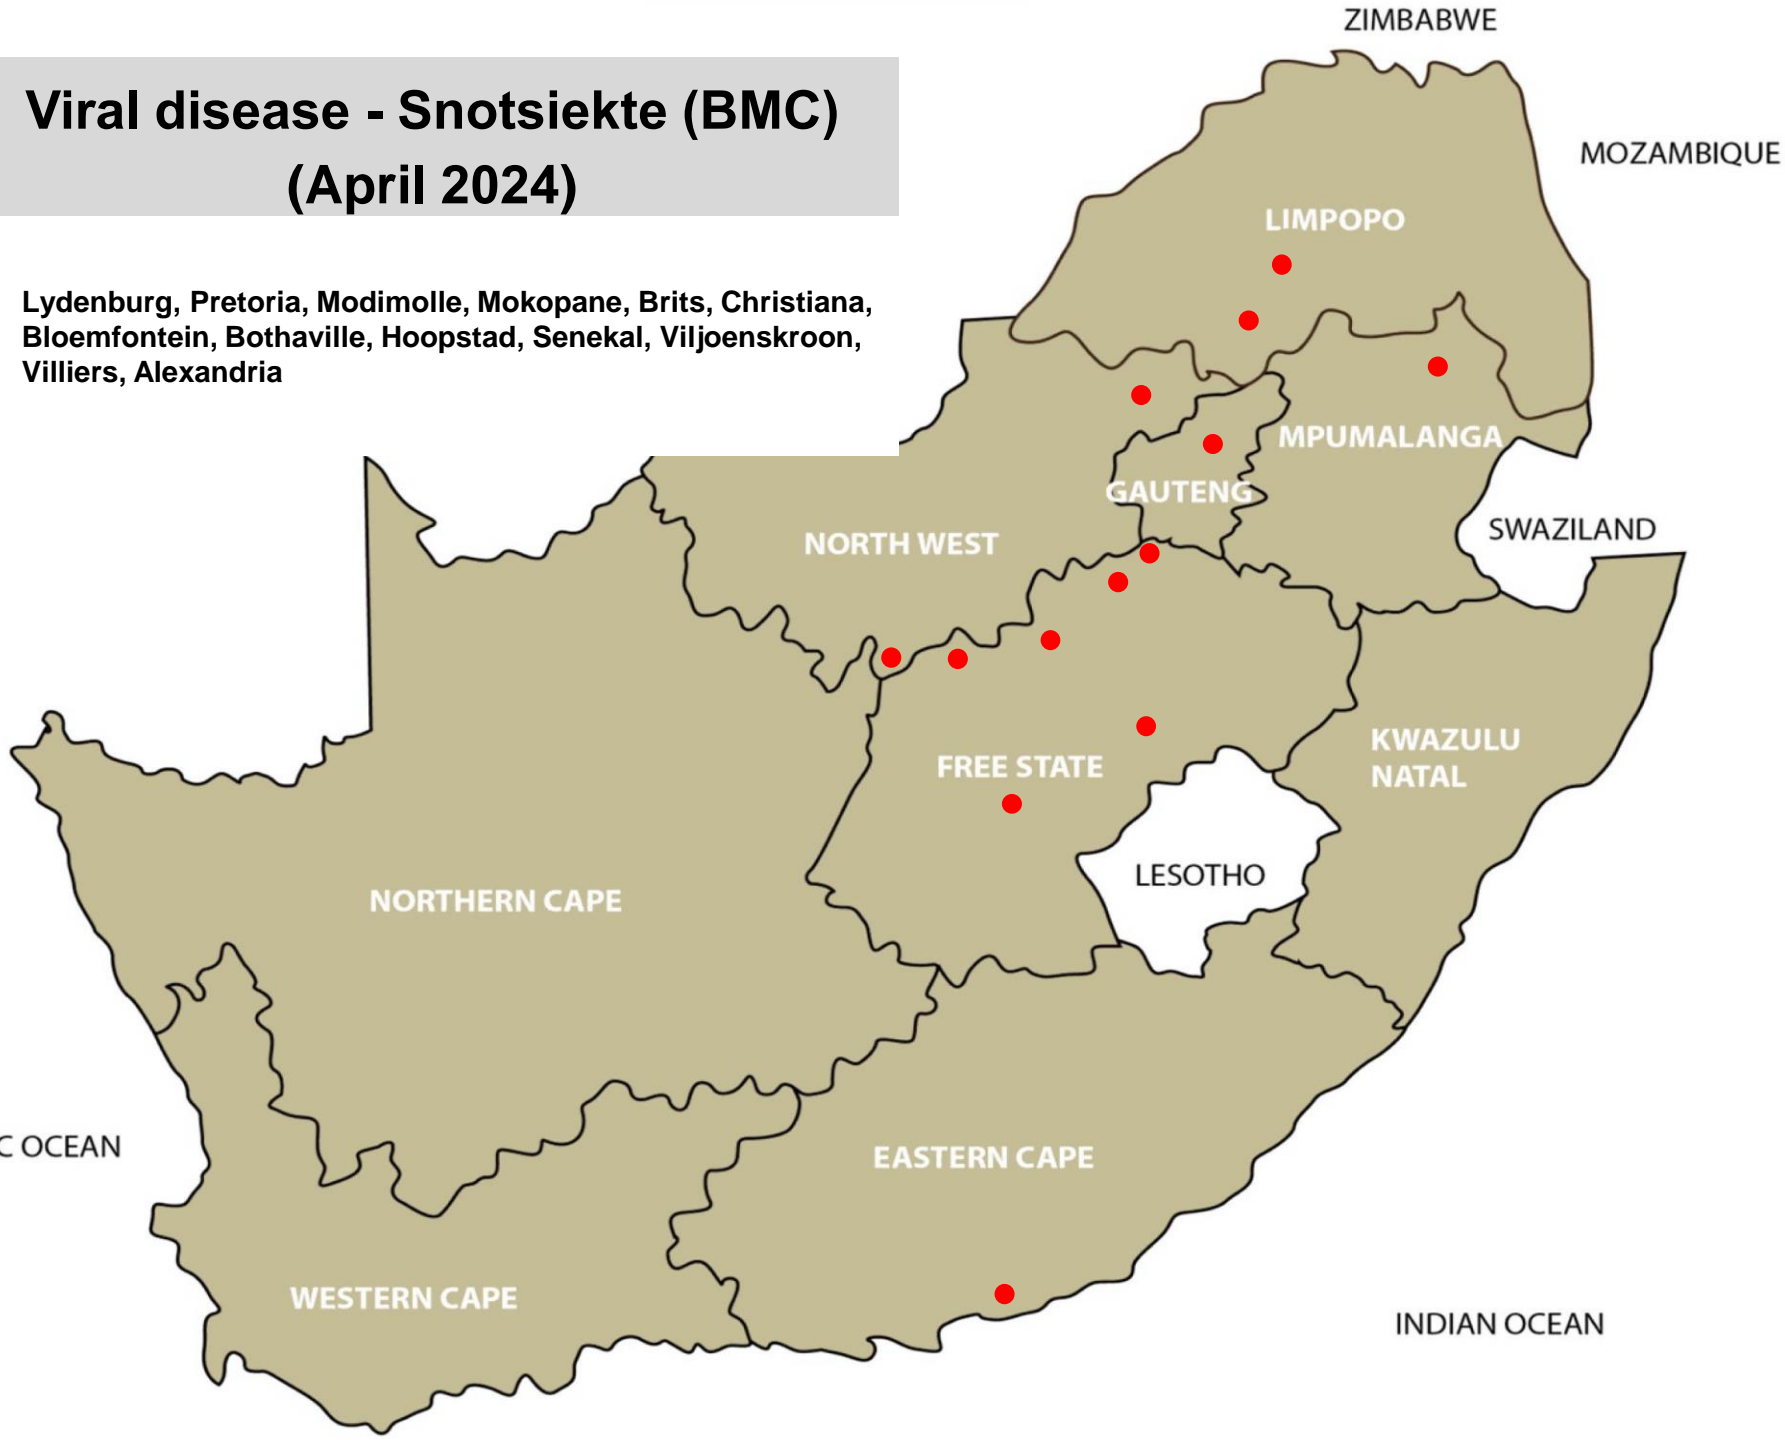 ZIMBABWE
Viral disease - Snotsiekte (BMC)
(April 2024)
MOZAMBIQUE
LIMPOPO
Lydenburg, Pretoria, Modimolle, Mokopane, Brits, Christiana,
Bloemfontein, Bothaville, Hoopstad, Senekal, Viljoenskroon,
Villiers, Alexandria
MPUMALANGA
GAUTENG
SWAZILAND
NORTH WEST
KWAZULU
NATAL
FREE STATE
LESOTHO
NORTHERN CAPE
C OCEAN
EASTERN CAPE
WESTERN CAPE
INDIAN OCEAN